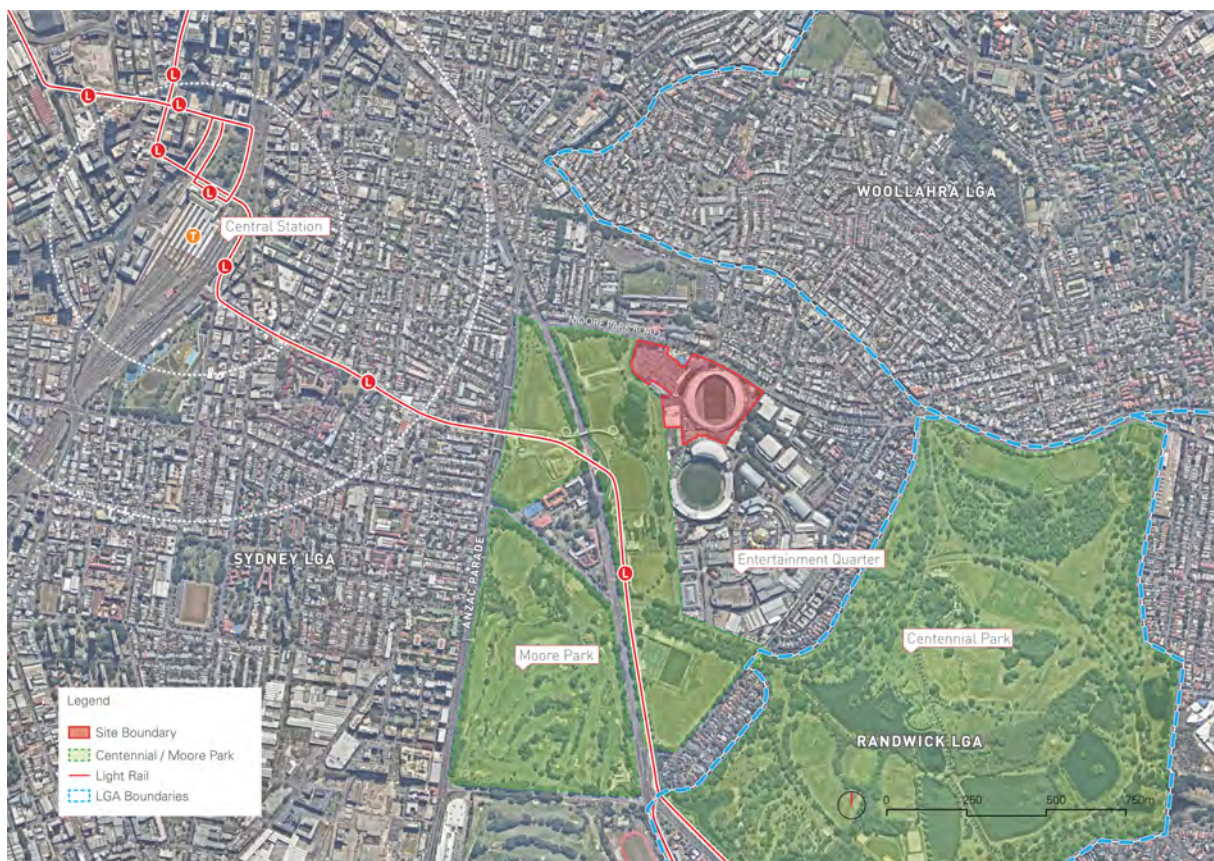 L
L
L
L
L
WOOLLAHRA LGA
Central Station
T
L
MOORE PARK ROAD
L
Entertainment Quarter
SYDNEY LGA
L
ANZAC PARADE
Centennial Park
Moore Park
Legend
Site Boundary
Centennial / Moore Park
Light Rail
LGA Boundaries
RANDWICK LGA
0 250 500 750m